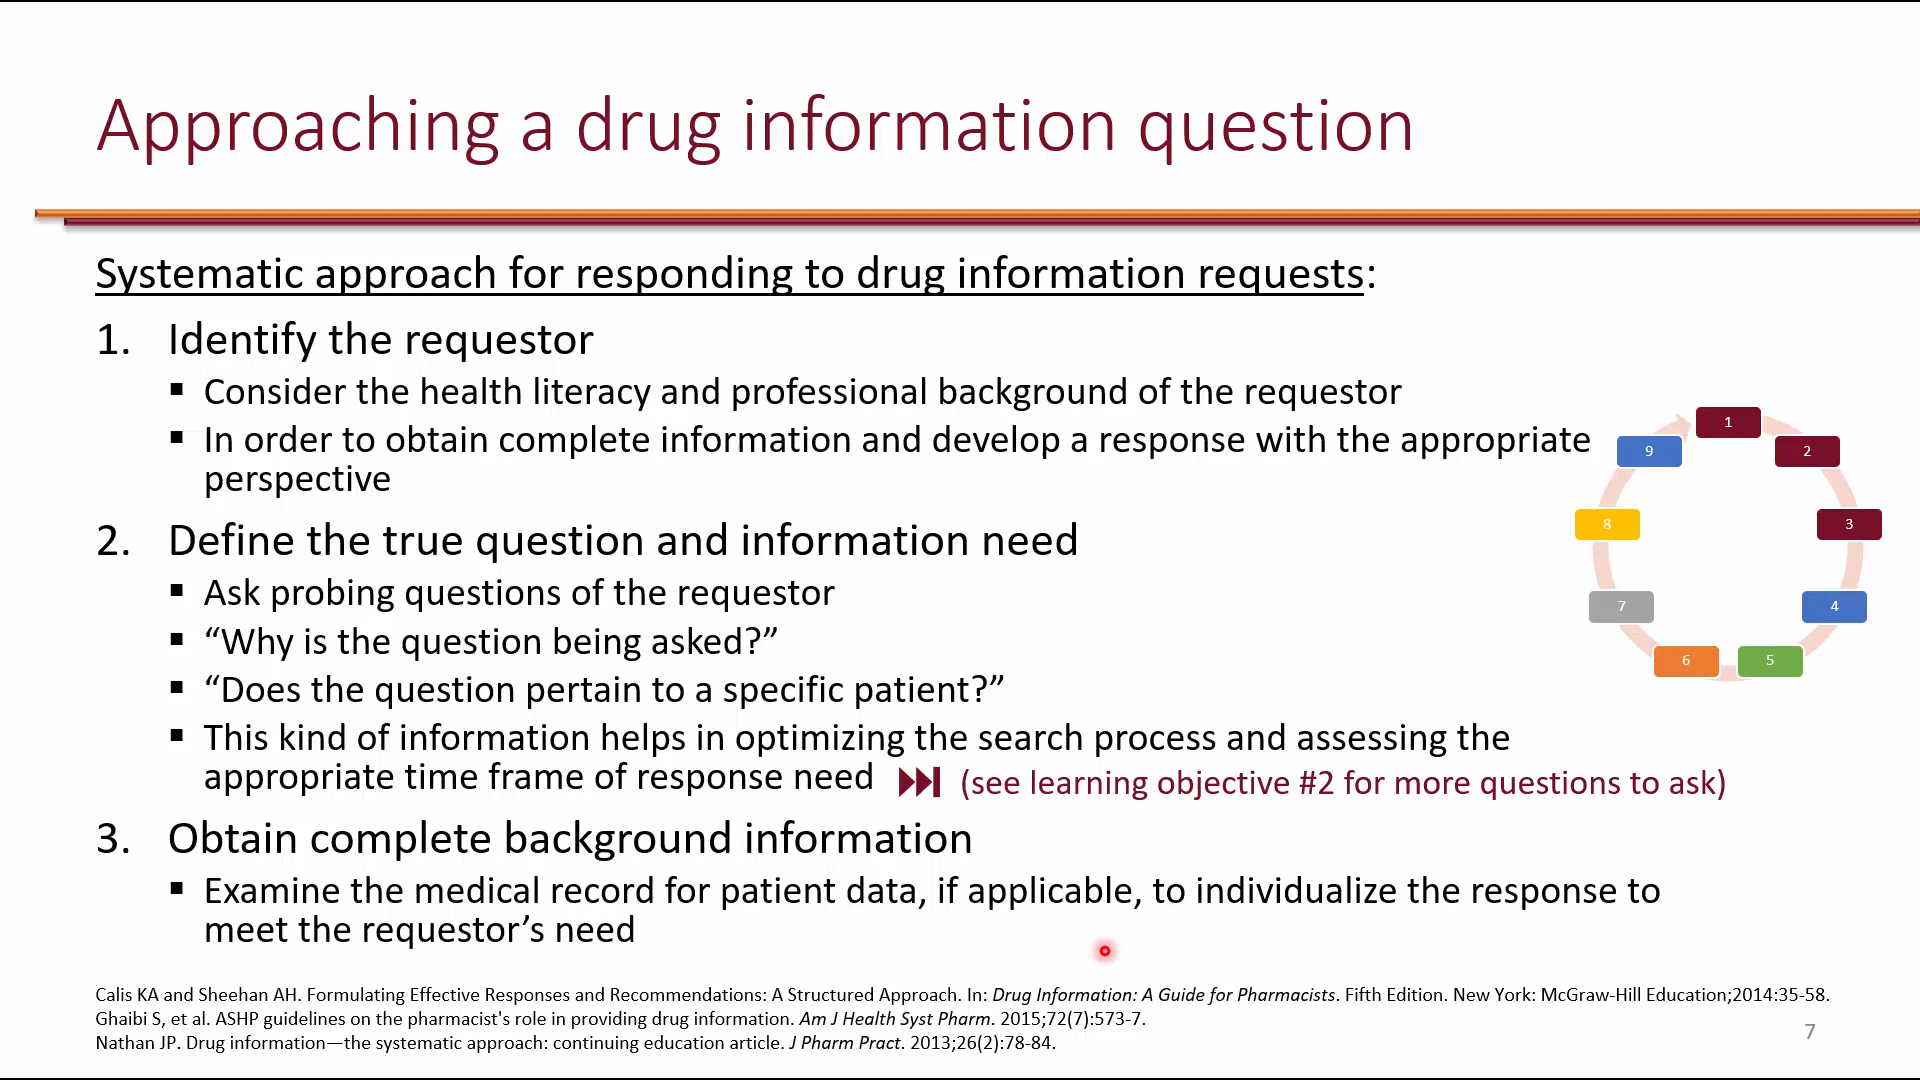 Approaching a drug information question
Systematic approach for responding to drug information requests:
1. Identify the requestor
▪ Consider the health literacy and professional background of the requestor
▪ In order to obtain complete information and develop a response with the appropriate
perspective
2. Define the true question and information need
▪ Ask probing questions of the requestor
▪ “Why is the question being asked?”
▪ “Does the question pertain to a specific patient?”
▪ This kind of information helps in optimizing the search process and assessing the
appropriate time frame of response need (see learning objective #2 for more questions to ask)
3. Obtain complete background information
▪ Examine the medical record for patient data, if applicable, to individualize the response to
meet the requestor’s need
1
2
3
4
5
6
7
8
9
Calis KA and Sheehan AH. Formulating Effective Responses and Recommendations: A Structured Approach. In: Drug Information: A Guide for Pharmacists. Fifth Edition. New York: McGraw-Hill Education;2014:35-58.
Ghaibi S, et al. ASHP guidelines on the pharmacist's role in providing drug information. Am J Health Syst Pharm. 2015;72(7):573-7.
Nathan JP. Drug information—the systematic approach: continuing education article. J Pharm Pract. 2013;26(2):78-84.
7